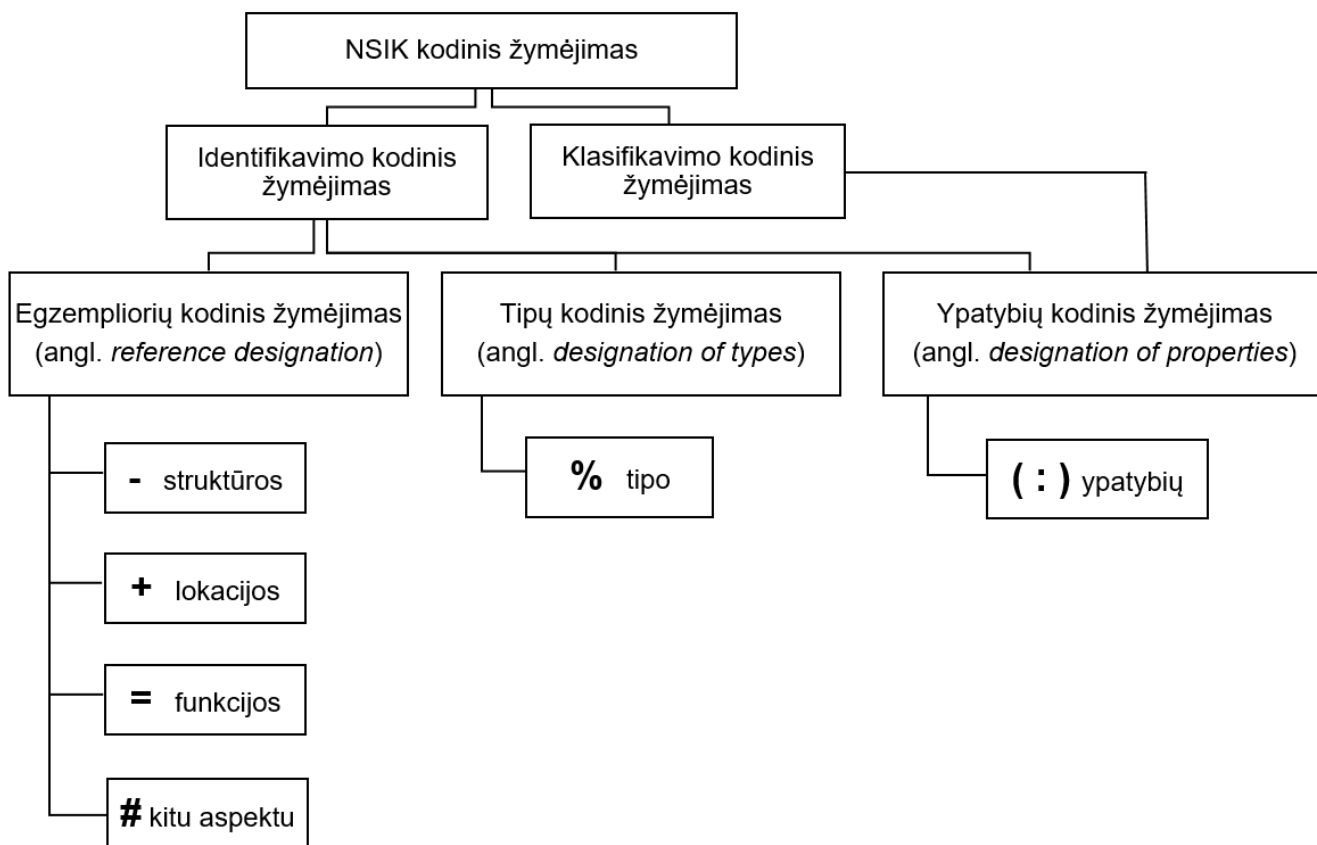 NSIK kodinis žymėjimas
Identifikavimo kodinis
žymėjimas
Klasifikavimo kodinis
žymėjimas
Egzempliorių kodinis žymėjimas
(angl. reference designation)
Tipų kodinis žymėjimas
(angl. designation of types)
Ypatybių kodinis žymėjimas
(angl. designation of properties)
- struktūros
% tipo
( : ) ypatybių
+ lokacijos
= funkcijos
# kitu aspektu